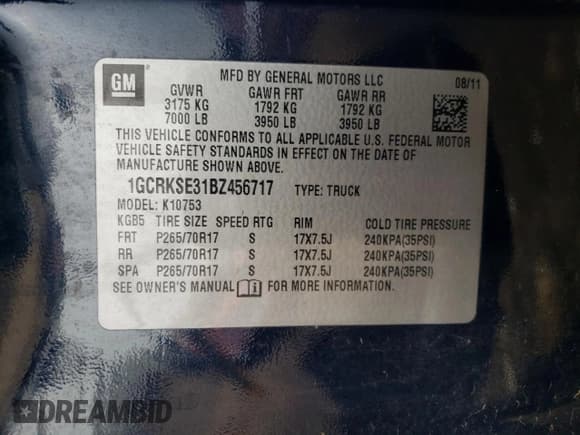 GM
MFD BY GENERAL MOTORS LLC
08/11
GVWR GAWR FRT GAWR RR
3175 KG 1792 KG 1792 KG
7000 LB 3950 LB 3950 LB
THIS VEHICLE CONFORMS TO ALL APPLICABLE U.S. FEDERAL MOTOR
VEHICLE SAFETY STANDARDS IN EFFECT ON THE DATE OF
MANUFACTURE SHOWN ABOVE.
1GCRKSE31BZ456717 TYPE: TRUCK
MODEL: K10753
KGB5 TIRE SIZE SPEED RTG RIM COLD TIRE PRESSURE
FRT P265/70R17 S 17X7.5J 240KPA(35PSI)
RR P265/70R17 S 17X7.5J 240KPA(35PSI)
SPA P265/70R17 S 17X7.5J 240KPA(35PSI)
SEE OWNER'S MANUAL FOR MORE INFORMATION.
DREAMBID